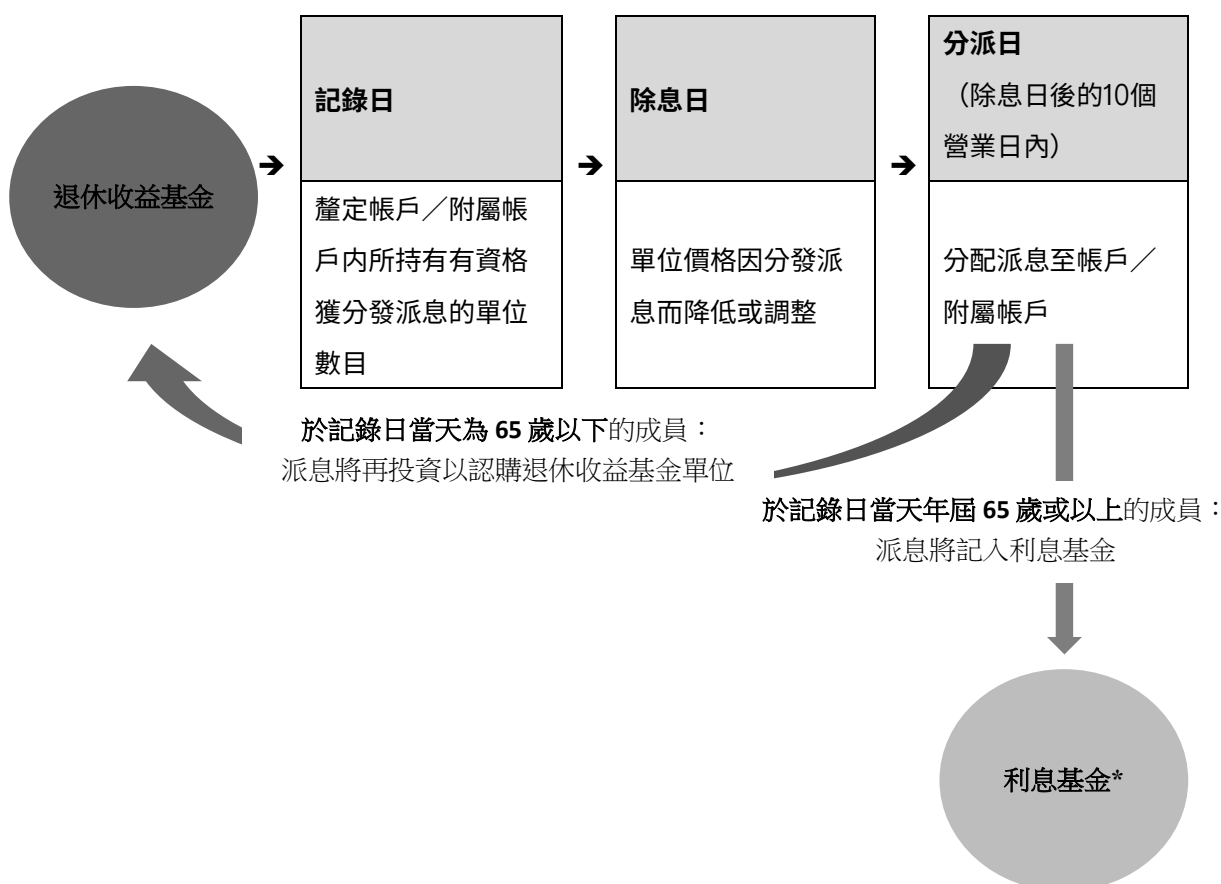 退休收益基金
➔
記錄日
釐定帳戶／附屬帳
戶内所持有有資格
獲分發派息的單位
數目
➔
除息日
單位價格因分發派
息而降低或調整
➔
分派日
（除息日後的10個
營業日內）
分配派息至帳戶／
附屬帳戶
於記錄日當天為 65 歲以下的成員：
派息將再投資以認購退休收益基金單位
於記錄日當天年屆 65 歲或以上的成員：
派息將記入利息基金
利息基金*